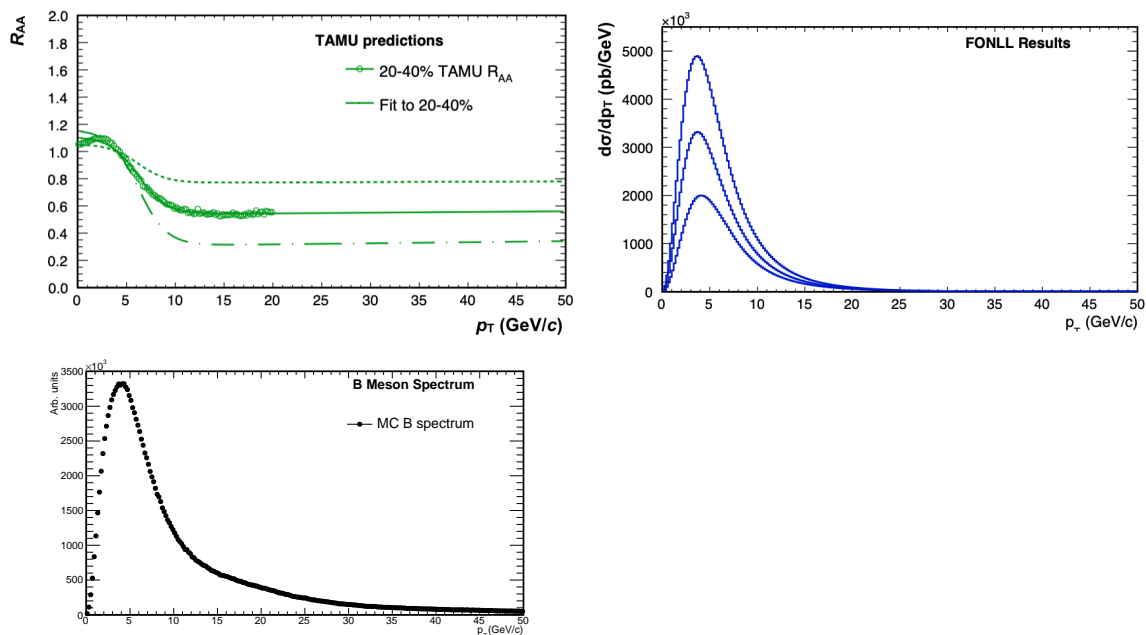 R_AA
TAMU predictions
20-40% TAMU R_AA
Fit to 20-40%
2.0
1.8
1.6
1.4
1.2
1.0
0.8
0.6
0.4
0.2
0.0
0 5 10 15 20 25 30 35 40 45 50
p_T (GeV/c)
×10³
FONLL Results
dσ/dp_T (pb/GeV)
5000
4000
3000
2000
1000
0
0 5 10 15 20 25 30 35 40 45 50
p_T (GeV/c)
×10³
B Meson Spectrum
MC B spectrum
Arb. units
3500
3000
2500
2000
1500
1000
500
0
0 5 10 15 20 25 30 35 40 45 50
p_T(GeV/c)